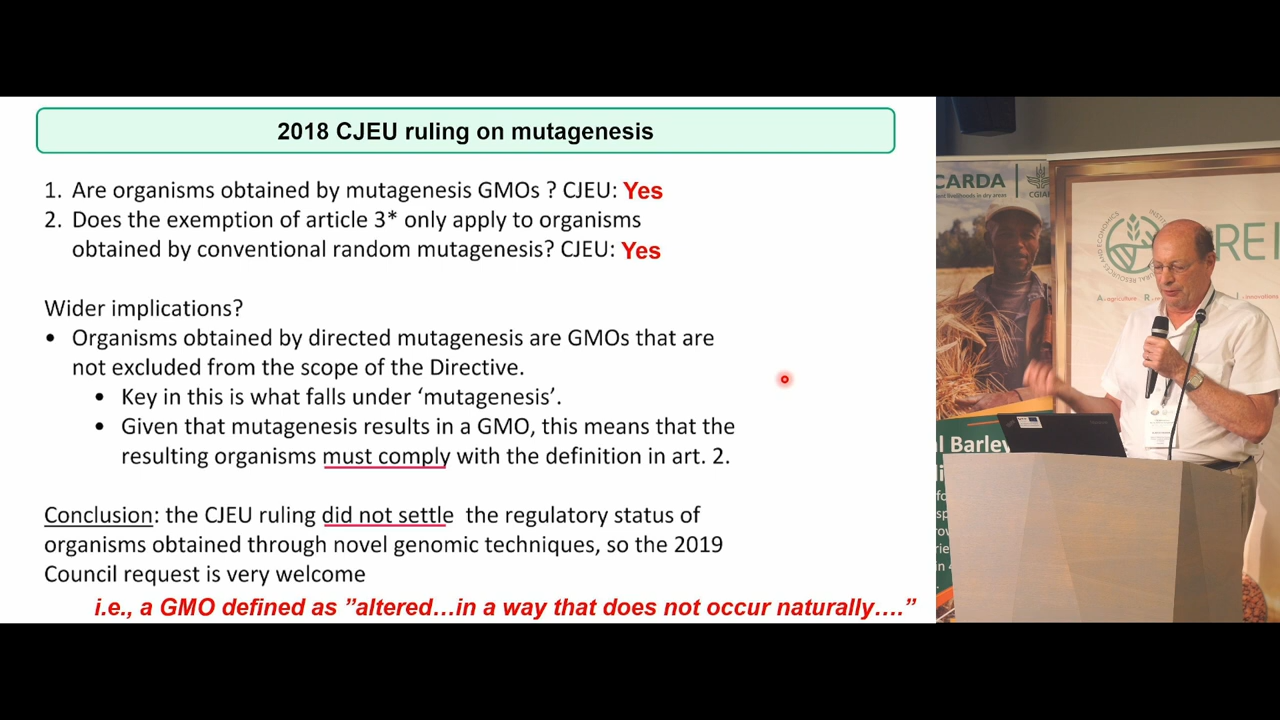 2018 CJEU ruling on mutagenesis
1. Are organisms obtained by mutagenesis GMOs ? CJEU: Yes
2. Does the exemption of article 3* only apply to organisms
obtained by conventional random mutagenesis? CJEU: Yes
Wider implications?
• Organisms obtained by directed mutagenesis are GMOs that are
not excluded from the scope of the Directive.
• Key in this is what falls under ‘mutagenesis’.
• Given that mutagenesis results in a GMO, this means that the
resulting organisms must comply with the definition in art. 2.
Conclusion: the CJEU ruling did not settle the regulatory status of
organisms obtained through novel genomic techniques, so the 2019
Council request is very welcome
i.e., a GMO defined as ”altered…in a way that does not occur naturally….”
CARDA
CGIAR
REI
al Barley